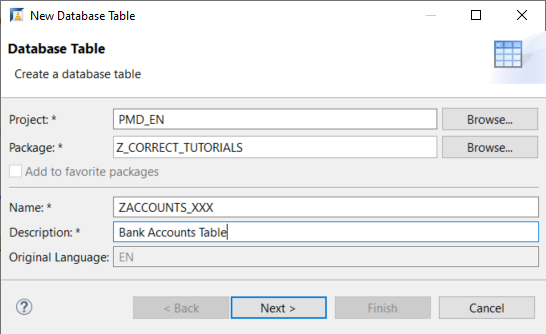 New Database Table
Database Table
Create a database table
Project: * PMD_EN Browse...
Package: * Z_CORRECT_TUTORIALS Browse...
Add to favorite packages
Name: * ZACCOUNTS_XXX
Description: * Bank Accounts Table
Original Language: EN
? < Back Next > Finish Cancel